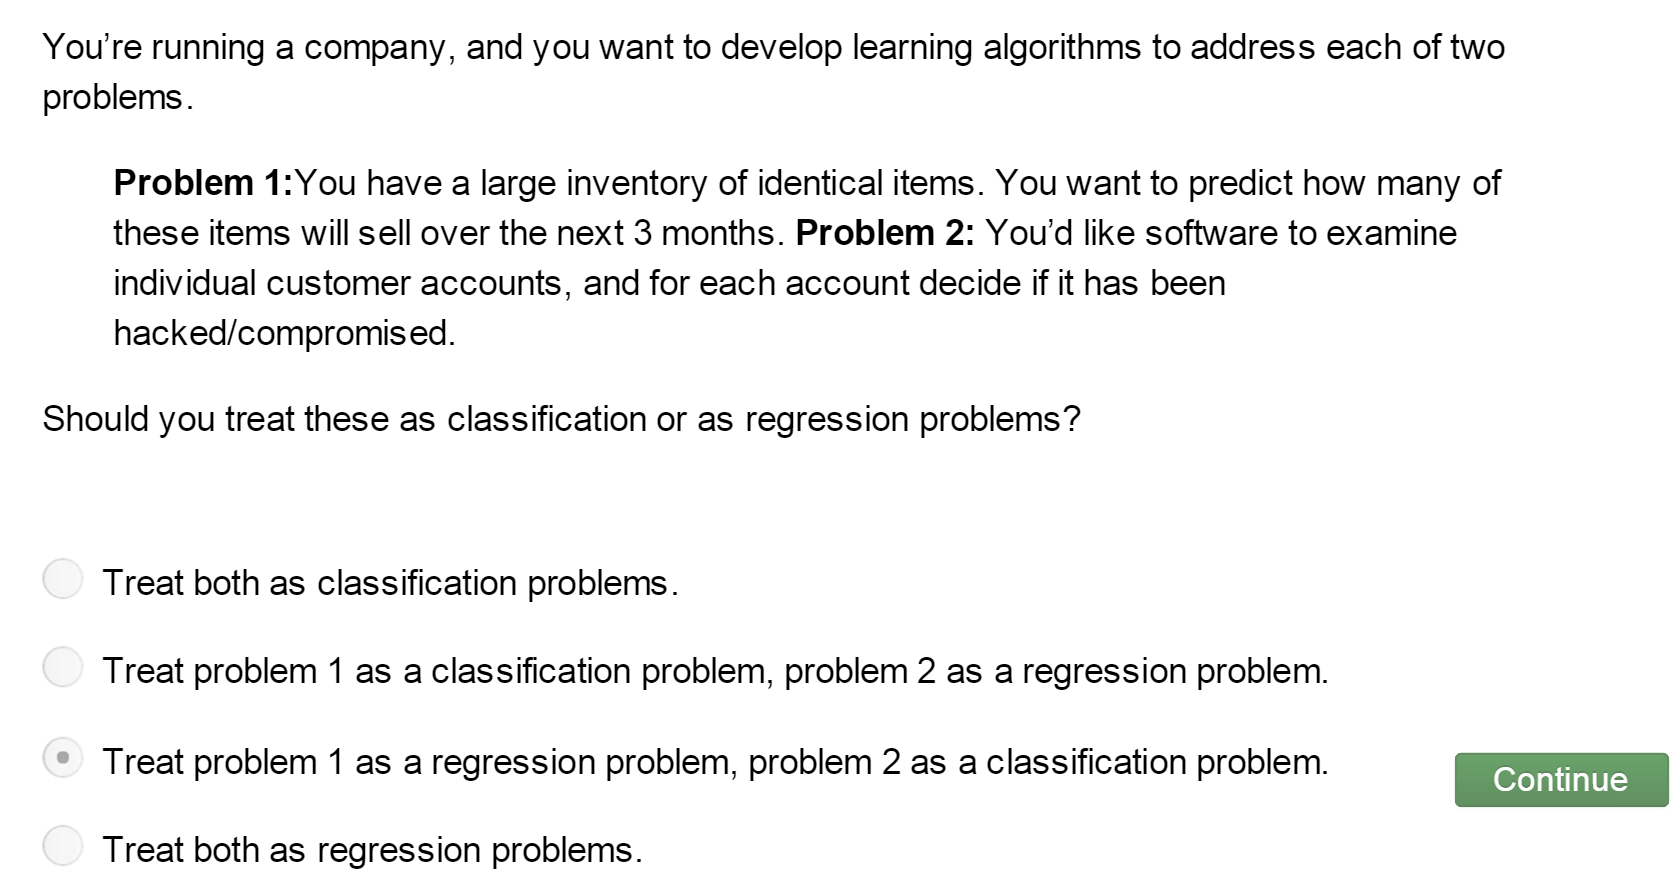 You’re running a company, and you want to develop learning algorithms to address each of two
problems.
Problem 1:You have a large inventory of identical items. You want to predict how many of
these items will sell over the next 3 months. Problem 2: You’d like software to examine
individual customer accounts, and for each account decide if it has been
hacked/compromised.
Should you treat these as classification or as regression problems?
Treat both as classification problems.
Treat problem 1 as a classification problem, problem 2 as a regression problem.
Treat problem 1 as a regression problem, problem 2 as a classification problem.
Continue
Treat both as regression problems.